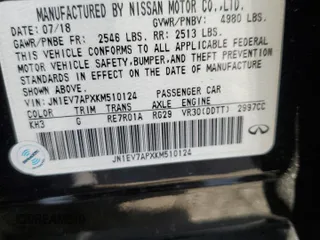 MANUFACTURED BY NISSAN MOTOR CO.,LTD.
DATE: 07/18 GVWR/PNBV: 4980 LBS.
GAWR/PNBE FR: 2546 LBS. RR: 2513 LBS.
THIS VEHICLE CONFORMS TO ALL APPLICABLE FEDERAL
MOTOR VEHICLE SAFETY, BUMPER, AND THEFT
PREVENTION STANDARDS IN EFFECT ON THE DATE OF
MANUFACTURE SHOWN ABOVE.
VIN: JN1EV7APXKM510124 PASSENGER CAR
COLOR TRIM TRANS AXLE ENGINE
KH3 G RE7R01A RG29 VR30(DDTT) 2997CC
JN1EV7APXKM510124
INFINITI